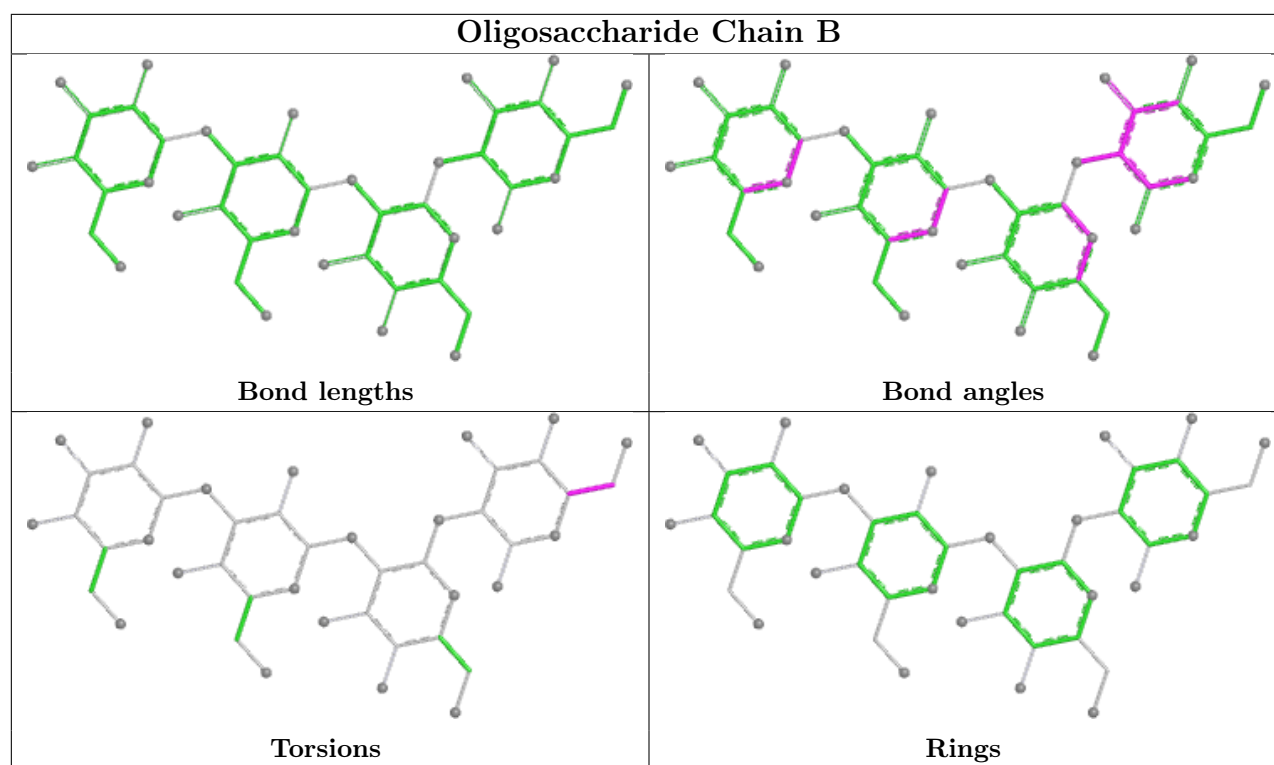 Oligosaccharide Chain B
Bond lengths
Bond angles
Torsions
Rings